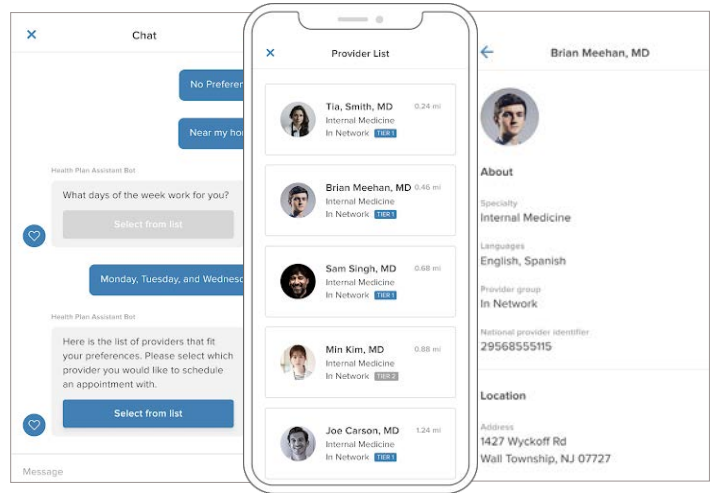 Chat
No Preferen
Near my ho
Health Plan Assistant Bot
What days of the week work for you?
Select from list
Monday, Tuesday, and Wednesd
Health Plan Assistant Bot
Here is the list of providers that fit
your preferences. Please select which
provider you would like to schedule
an appointment with.
Select from list
Message
Provider List
Tia, Smith, MD 0.24 mi
Internal Medicine
In Network TIER 1
Brian Meehan, MD 0.46 mi
Internal Medicine
In Network TIER 1
Sam Singh, MD 0.68 mi
Internal Medicine
In Network TIER 1
Min Kim, MD 0.88 mi
Internal Medicine
In Network TIER 2
Joe Carson, MD 1.24 mi
Internal Medicine
In Network TIER 1
Brian Meehan, MD
About
Specialty
Internal Medicine
Languages
English, Spanish
Provider group
In Network
National provider identifier
29568555115
Location
Address
1427 Wyckoff Rd
Wall Township, NJ 07727